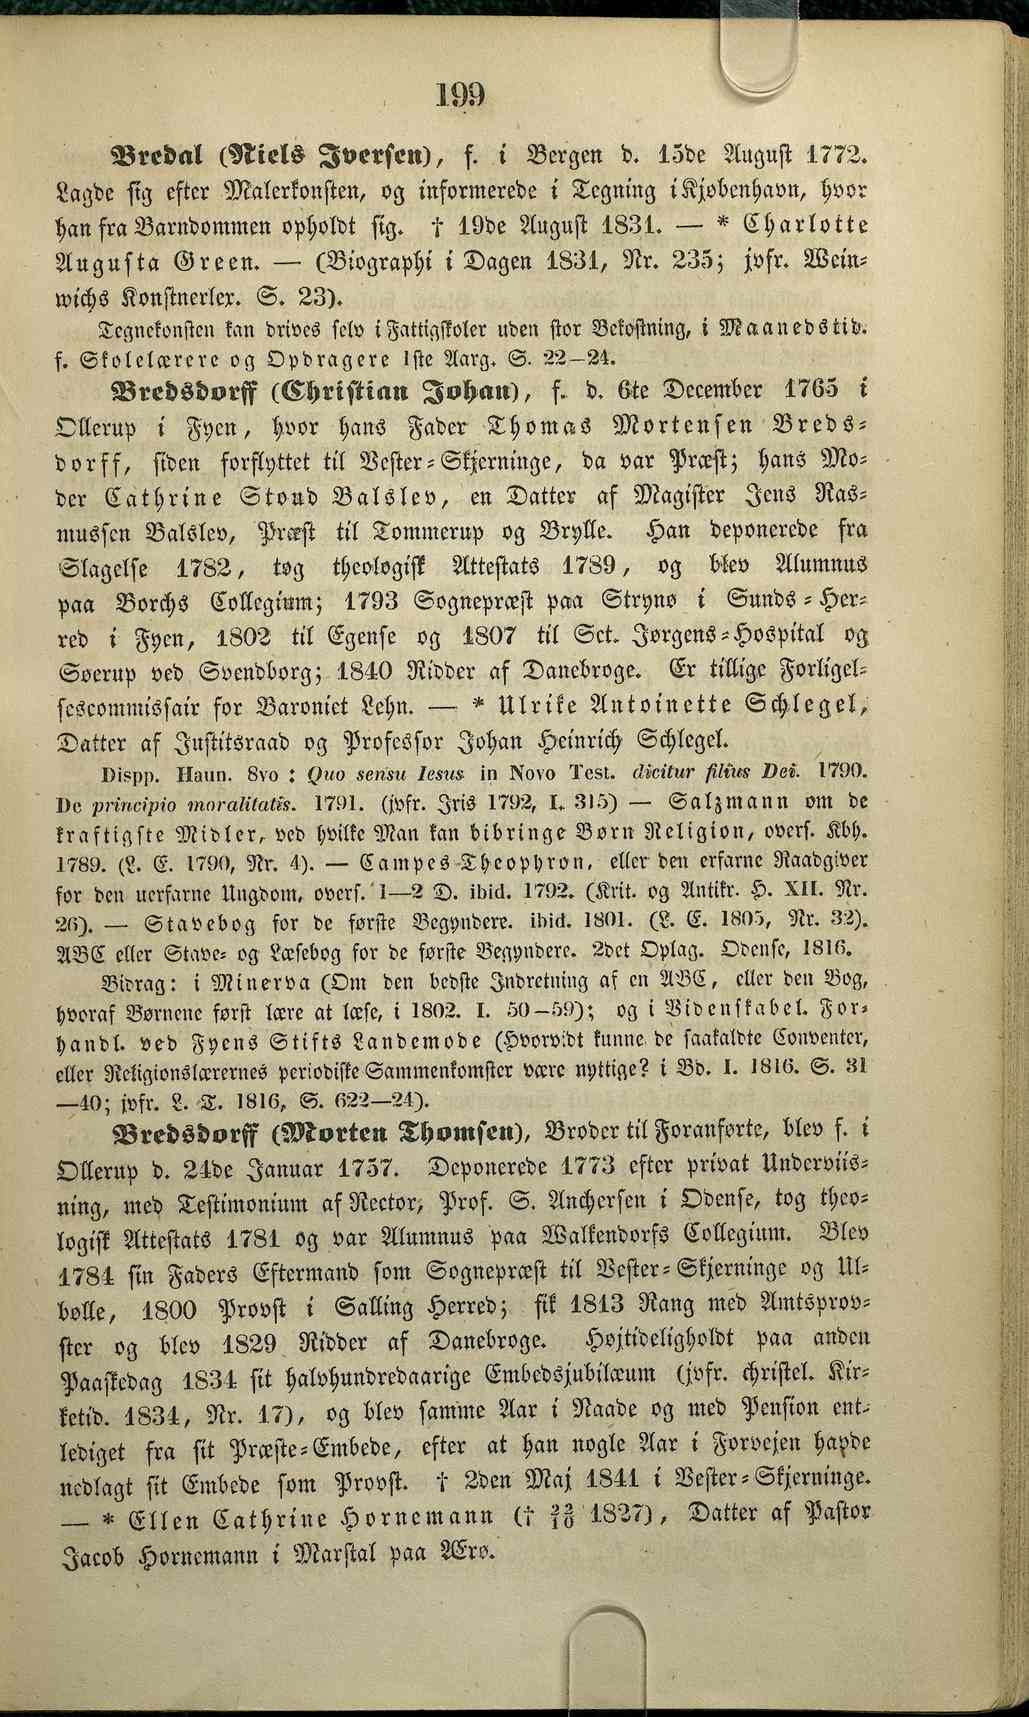 199
Bredal (Niels Iversen), f. i Bergen d. 15de August 1772.
Lagde sig efter Malerkonsten, og informerede i Tegning i Kjøbenhavn, hvor
han fra Barndommen opholdt sig. † 19de August 1831. — * Charlotte
Augusta Green. — (Biographi i Dagen 1831, Nr. 235; jvfr. Wein-
wichs Konstnerlex. S. 23).
Tegnekonsten kan drives selv i Fattigskoler uden stor Bekostning, i Maanedstid.
f. Skolelærere og Opdragere 1ste Aarg. S. 22—24.
Bredsdorff (Christian Johan), f. d. 6te December 1765 i
Ollerup i Fyen, hvor hans Fader Thomas Mortensen Breds-
dorff, siden forflyttet til Vester-Skjerninge, da var Præst; hans Mo-
der Cathrine Stoud Balslev, en Datter af Magister Jens Ras-
mussen Balslev, Præst til Tommerup og Brylle. Han deponerede fra
Slagelse 1782, tog theologisk Attestats 1789, og blev Alumnus
paa Borchs Collegium; 1793 Sognepræst paa Stryno i Sunds-Her-
red i Fyen, 1802 til Egense og 1807 til Sct. Jørgens-Hospital og
Søerup ved Svendborg; 1840 Ridder af Danebroge. Er tillige Forligel-
sescommissair for Baroniet Lehn. — * Ulrike Antoinette Schlegel,
Datter af Justitsraad og Professor Johan Heinrich Schlegel.
Dispp. Haun. 8vo : Quo sensu Iesus in Novo Test. dicitur filius Dei. 1790.
De principio moralitatis. 1791. (jvfr. Iris 1792, I. 315) — Salzmann om de
kraftigste Midler, ved hvilke Man kan bibringe Børn Religion, overs. Kbh.
1789. (L. E. 1790, Nr. 4). — Campes Theophron, eller den erfarne Raadgiver
for den uerfarne Ungdom, overs. 1—2 D. ibid. 1792. (Krit. og Antikr. H. XII. Nr.
26). — Stavebog for de første Begyndere. ibid. 1801. (L. E. 1805, Nr. 32).
ABC eller Stave- og Læsebog for de første Begyndere. 2det Oplag. Odense, 1816.
Bidrag: i Minerva (Om den bedste Indretning af en ABC, eller den Bog,
hvoraf Børnene først lære at læse, i 1802. I. 50—59); og i Videnskabel. For-
handl. ved Fyens Stifts Landemode (Hvorvidt kunne de saakaldte Conventer,
eller Religionslærernes periodiske Sammenkomster være nyttige? i Bd. I. 1816. S. 31
—40; jvfr. L. T. 1816, S. 622—24).
Bredsdorff (Morten Thomsen), Broder til Foranførte, blev f. i
Ollerup d. 24de Januar 1757. Deponerede 1773 efter privat Underviis-
ning, med Testimonium af Rector, Prof. S. Anchersen i Odense, tog theo-
logisk Attestats 1781 og var Alumnus paa Walkendorfs Collegium. Blev
1784 sin Faders Eftermand som Sognepræst til Vester-Skjerninge og Ul-
bølle, 1800 Provst i Salling Herred; fik 1813 Rang med Amtsprov-
ster og blev 1829 Ridder af Danebroge. Højtideligholdt paa anden
Paaskedag 1834 sit halvhundredaarige Embedsjubilæum (jvfr. christel. Kir-
ketid. 1834, Nr. 17), og blev samme Aar i Naade og med Pension ent-
lediget fra sit Præste-Embede, efter at han nogle Aar i Forvejen havde
nedlagt sit Embede som Provst. † 2den Maj 1841 i Vester-Skjerninge.
— * Ellen Cathrine Hornemann († 22/10 1827), Datter af Pastor
Jacob Hornemann i Marstal paa Ærø.